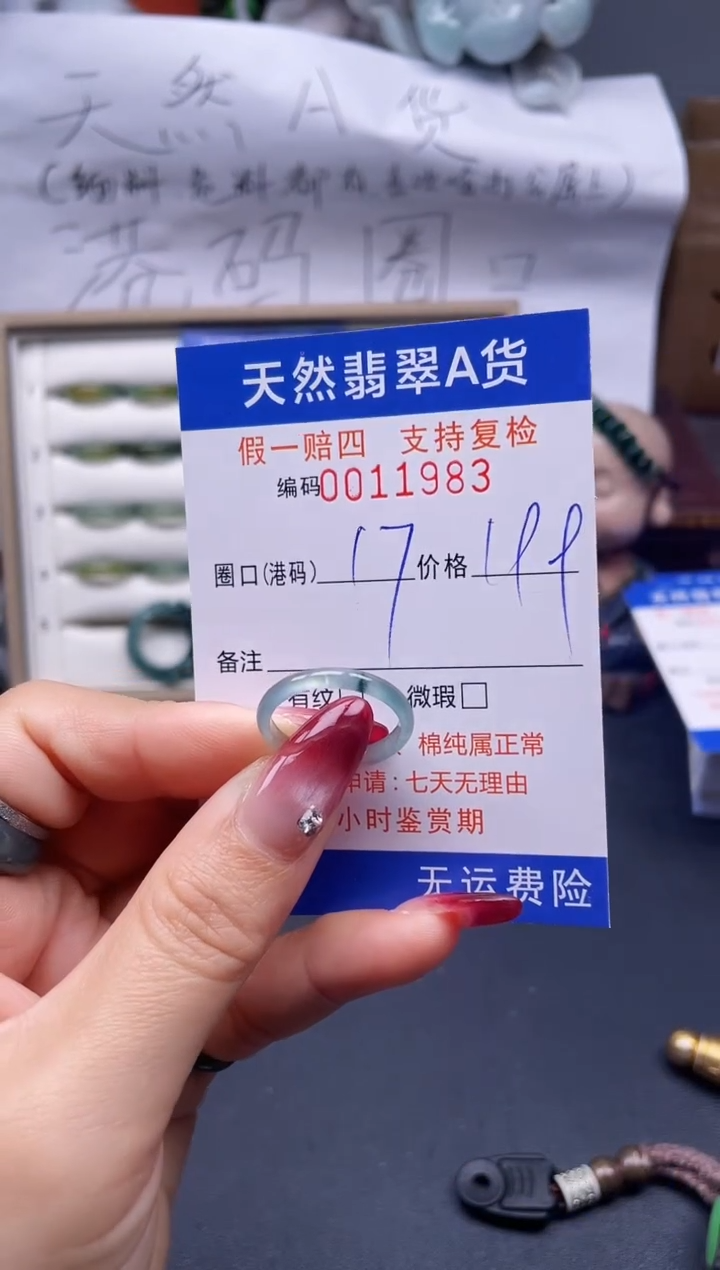 天然A货
港码圈口
天然翡翠A货
假一赔四 支持复检
编码0011983
圈口(港码) 17 价格 199
备注
有纹 微瑕□
棉纯属正常
申请:七天无理由
小时鉴赏期
无运费险